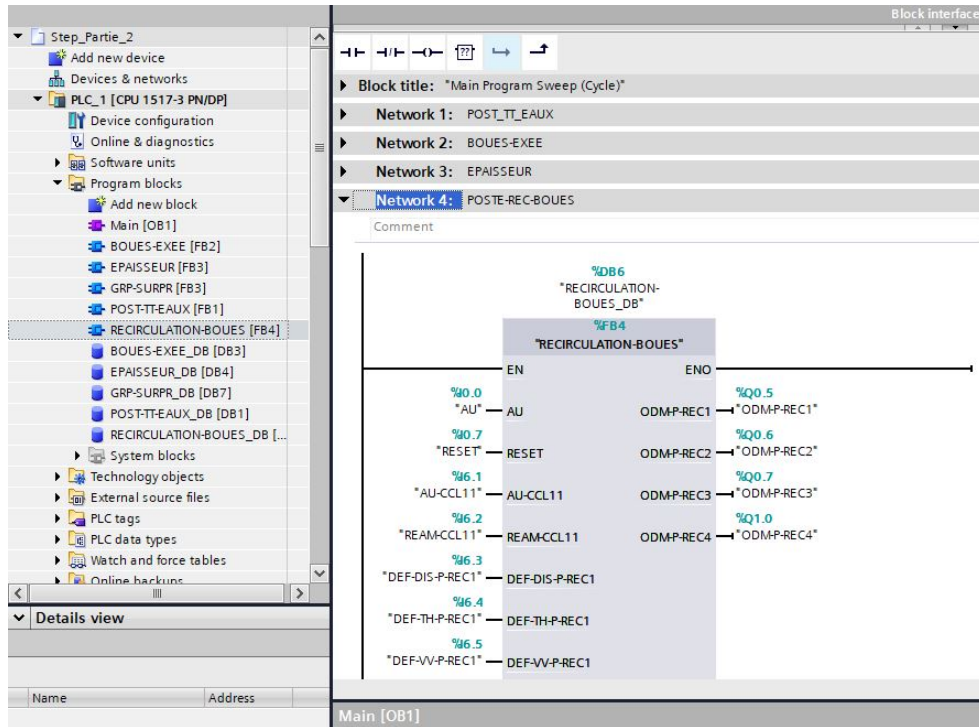 Block interface
Step_Partie_2
Add new device
Devices & networks
PLC_1 [CPU 1517-3 PN/DP]
Device configuration
Online & diagnostics
Software units
Program blocks
Add new block
Main [OB1]
BOUES-EXEE [FB2]
EPAISSEUR [FB3]
GRP-SURPR [FB3]
POST-TT-EAUX [FB1]
RECIRCULATION-BOUES [FB4]
BOUES-EXEE_DB [DB3]
EPAISSEUR_DB [DB4]
GRP-SURPR_DB [DB7]
POST-TT-EAUX_DB [DB1]
RECIRCULATION-BOUES_DB [...
System blocks
Technology objects
External source files
PLC tags
PLC data types
Watch and force tables
Online backups
Details view
Name Address
??
Block title: "Main Program Sweep (Cycle)"
Network 1: POST_TT_EAUX
Network 2: BOUES-EXEE
Network 3: EPAISSEUR
Network 4: POSTE-REC-BOUES
Comment
%DB6
"RECIRCULATION-
BOUES_DB"
%FB4
"RECIRCULATION-BOUES"
EN ENO
%I0.0 %Q0.5
"AU" AU ODM-P-REC1 "ODM-P-REC1"
%I0.7 %Q0.6
"RESET" RESET ODM-P-REC2 "ODM-P-REC2"
%I6.1 %Q0.7
"AU-CCL11" AU-CCL11 ODM-P-REC3 "ODM-P-REC3"
%I6.2 %Q1.0
"REAM-CCL11" REAM-CCL11 ODM-P-REC4 "ODM-P-REC4"
%I6.3
"DEF-DIS-P-REC1" DEF-DIS-P-REC1
%I6.4
"DEF-TH-P-REC1" DEF-TH-P-REC1
%I6.5
"DEF-VV-P-REC1" DEF-VV-P-REC1
Main [OB1]